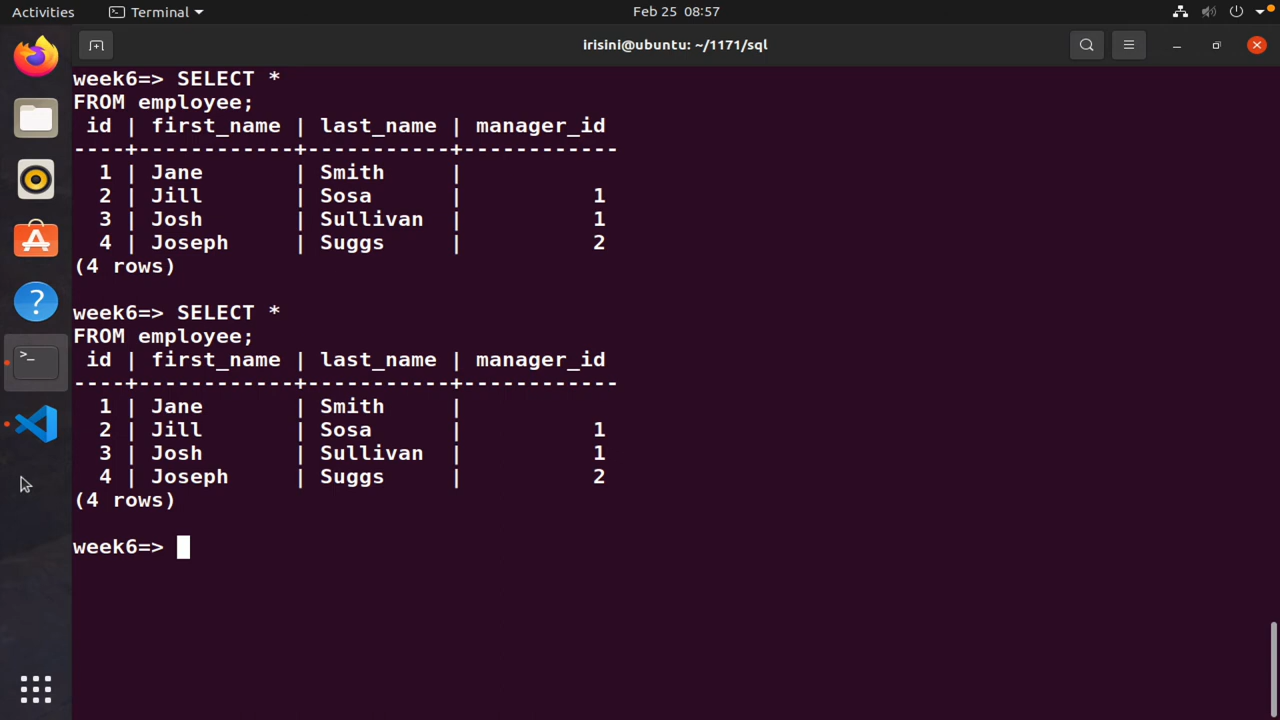 Activities Terminal Feb 25 08:57
irisini@ubuntu: ~/1171/sql
week6=> SELECT *
FROM employee;
 id | first_name | last_name | manager_id
----+------------+-----------+------------
  1 | Jane       | Smith     |
  2 | Jill       | Sosa      |          1
  3 | Josh       | Sullivan  |          1
  4 | Joseph     | Suggs     |          2
(4 rows)
week6=> SELECT *
FROM employee;
 id | first_name | last_name | manager_id
----+------------+-----------+------------
  1 | Jane       | Smith     |
  2 | Jill       | Sosa      |          1
  3 | Josh       | Sullivan  |          1
  4 | Joseph     | Suggs     |          2
(4 rows)
week6=>